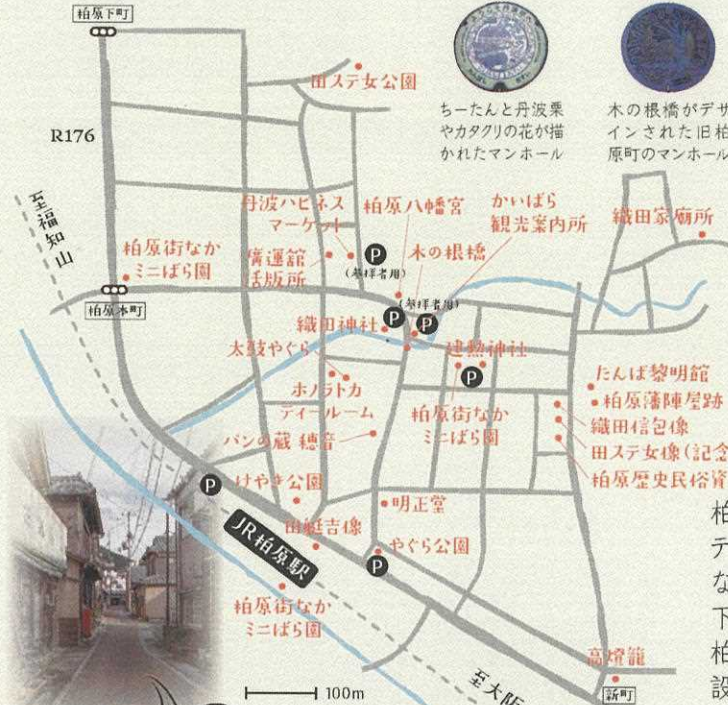 柏原下町
R176
至福知山
田ステ女公園
ちーたんと丹波栗
やカタクリの花が描
かれたマンホール
木の根橋がデザ
インされた旧柏
原町のマンホール
丹波ハピネス
マーケット
柏原八幡宮
かいばら
観光案内所
織田家廟所
柏原街なか
ミニばら園
廣運舘
活版所
P
(参拝者用)
木の根橋
柏原本町
織田神社
P
(参拝者用)
P
太鼓やぐら
建勲神社
P
たんば黎明館
柏原藩陣屋跡
織田信包像
田ステ女像(記念
柏原歴史民俗資
ホノラトカ
ティールーム
柏原街なか
ミニばら園
パンの蔵 穂音
P
けやき公園
明正堂
JR柏原駅
田艇吉像
やぐら公園
P
柏原街なか
ミニばら園
高燈籠
新町
至大阪
100m
柏
テ
な
下
柏
設